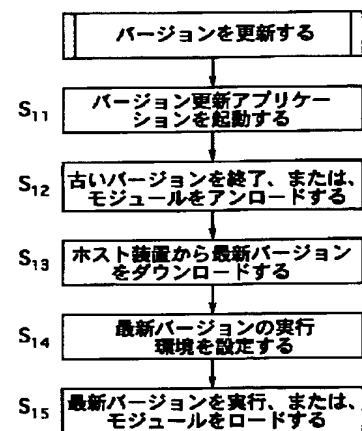 バージョンを更新する
S11
バージョン更新アプリケー
ションを起動する
S12
古いバージョンを終了、または、
モジュールをアンロードする
S13
ホスト装置から最新バージョン
をダウンロードする
S14
最新バージョンの実行
環境を設定する
S15
最新バージョンを実行、または、
モジュールをロードする